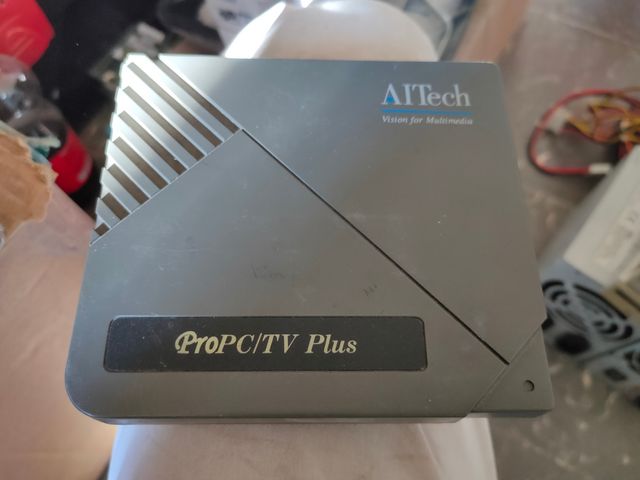 AITech
Vision for Multimedia
ProPC/TV Plus